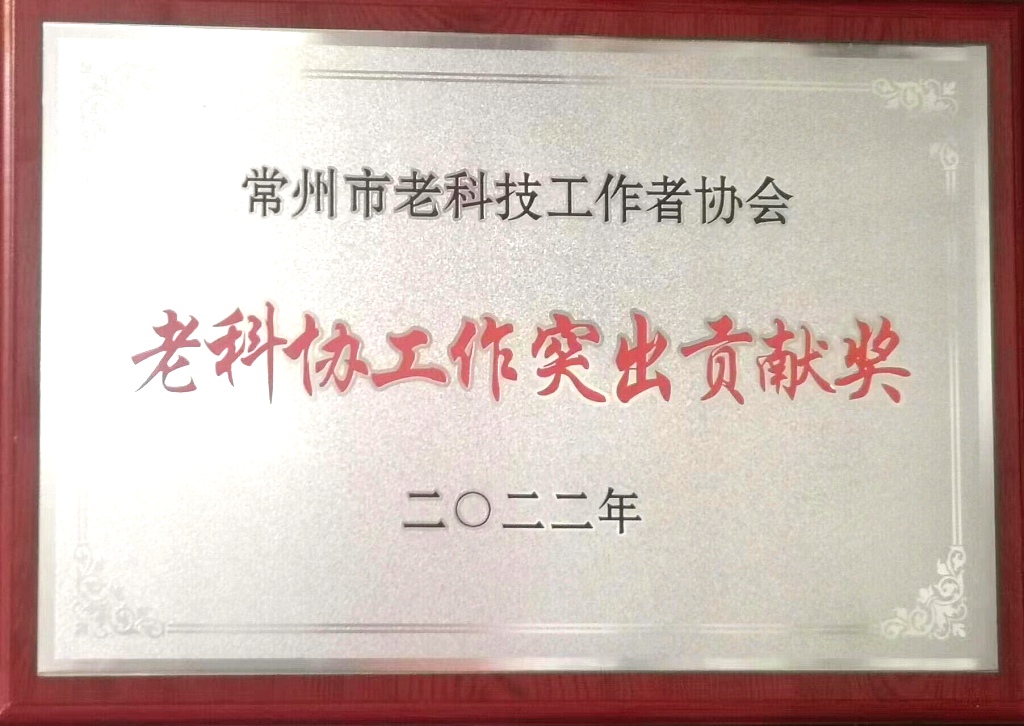 常州市老科技工作者协会
老科协工作突出贡献奖
二〇二二年